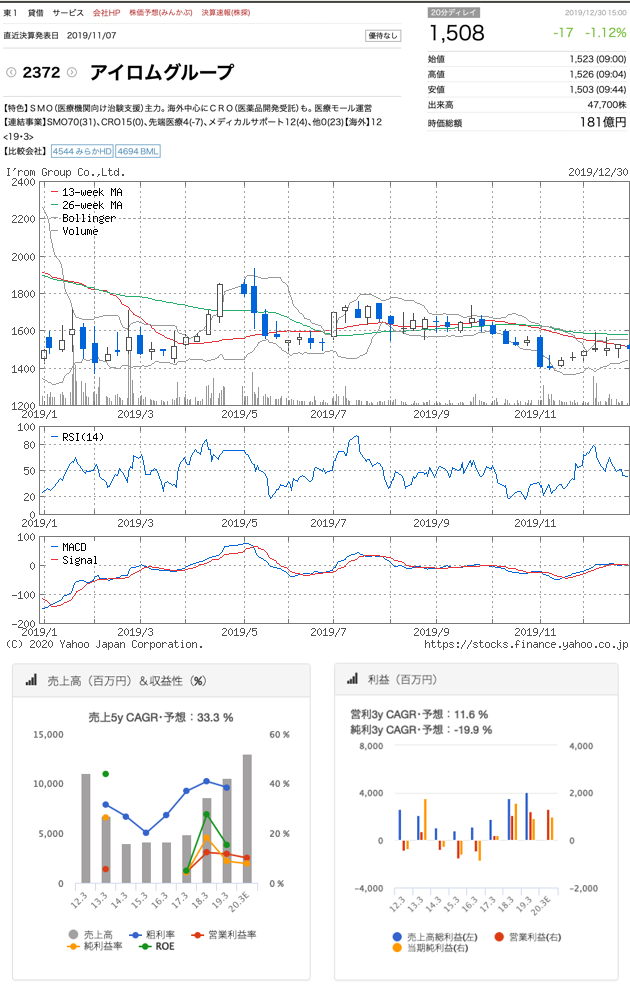 東1 貸借 サービス 会社HP 株価予想(みんかぶ) 決算速報(株探)
直近決算発表日 2019/11/07
優待なし
2372 アイロムグループ
【特色】SMO(医療機関向け治験支援)主力。海外中心にCRO(医薬品開発受託)も。医療モール運営
【連結事業】SMO70(31)、CRO15(0)、先端医療4(-7)、メディカルサポート12(4)、他0(23)【海外】12
<19・3>
【比較会社】 4544 みらかHD 4694 BML
20分ディレイ
2019/12/30 15:00
1,508 -17 -1.12%
始値 1,523 (09:00)
高値 1,526 (09:04)
安値 1,503 (09:44)
出来高 47,700株
時価総額 181億円
I'rom Group Co.,Ltd. 2019/12/30
2400
2200
2000
1800
1600
1400
1200
13-week MA
26-week MA
Bollinger
Volume
2019/1 2019/3 2019/5 2019/7 2019/9 2019/11
100
80
50
20
0
RSI(14)
2019/1 2019/3 2019/5 2019/7 2019/9 2019/11
100
0
-100
-200
MACD
Signal
2019/1 2019/3 2019/5 2019/7 2019/9 2019/11
(C) 2020 Yahoo Japan Corporation. https://stocks.finance.yahoo.co.jp
売上高（百万円）＆収益性（%）
売上5y CAGR・予想：33.3 %
15,000
10,000
5,000
0
60 %
40 %
20 %
0 %
12.3 13.3 14.3 15.3 16.3 17.3 18.3 19.3 20.3E
売上高 粗利率 営業利益率
純利益率 ROE
利益（百万円）
営利3y CAGR・予想：11.6 %
純利3y CAGR・予想：-19.9 %
8,000
4,000
0
-4,000
4,000
2,000
0
-2,000
12.3 13.3 14.3 15.3 16.3 17.3 18.3 19.3 20.3E
売上高総利益(左) 営業利益(右)
当期純利益(右)